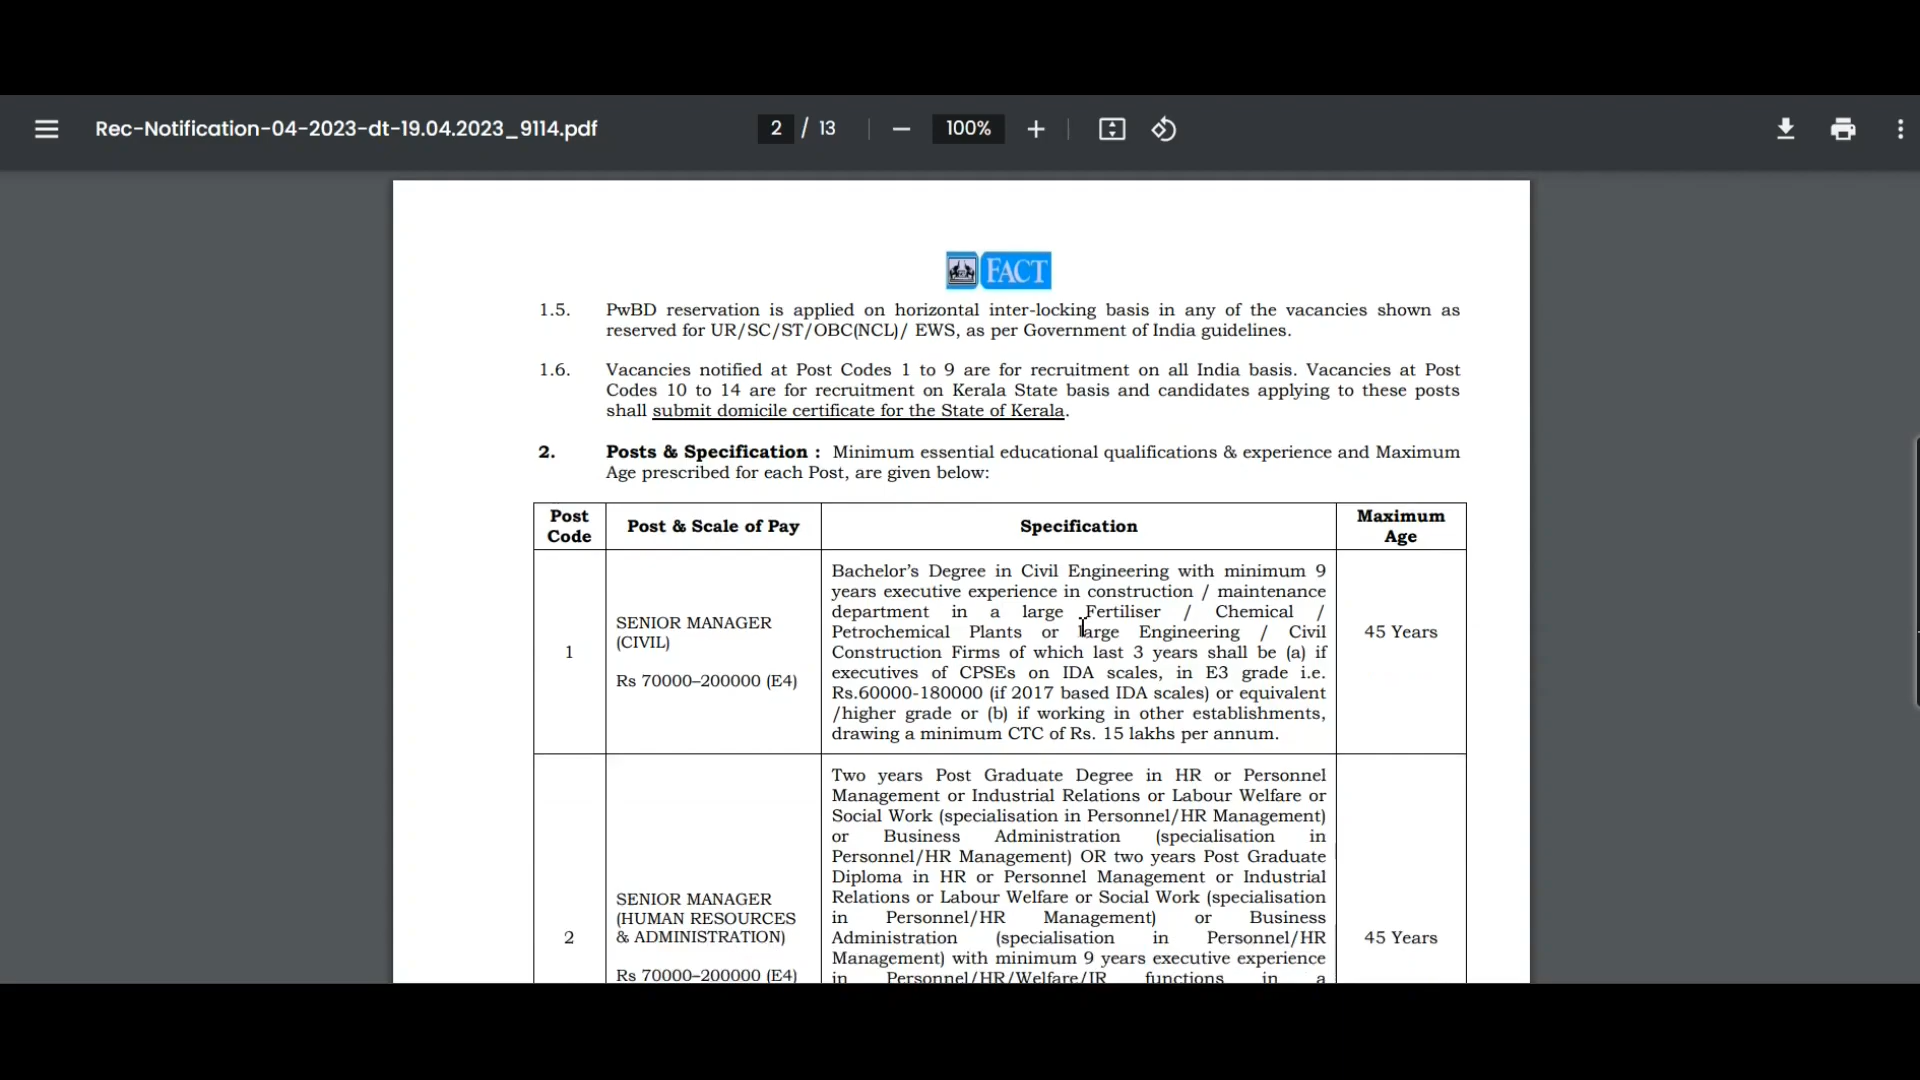 Rec-Notification-04-2023-dt-19.04.2023_9114.pdf
2 / 13
100%
FACT
1.5. PwBD reservation is applied on horizontal inter-locking basis in any of the vacancies shown as
reserved for UR/SC/ST/OBC(NCL)/ EWS, as per Government of India guidelines.
1.6. Vacancies notified at Post Codes 1 to 9 are for recruitment on all India basis. Vacancies at Post
Codes 10 to 14 are for recruitment on Kerala State basis and candidates applying to these posts
shall submit domicile certificate for the State of Kerala.
2. Posts & Specification : Minimum essential educational qualifications & experience and Maximum
Age prescribed for each Post, are given below:
Post
Code
Post & Scale of Pay
Specification
Maximum
Age
1
SENIOR MANAGER
(CIVIL)
Rs 70000–200000 (E4)
Bachelor’s Degree in Civil Engineering with minimum 9
years executive experience in construction / maintenance
department in a large Fertiliser / Chemical /
Petrochemical Plants or large Engineering / Civil
Construction Firms of which last 3 years shall be (a) if
executives of CPSEs on IDA scales, in E3 grade i.e.
Rs.60000-180000 (if 2017 based IDA scales) or equivalent
/higher grade or (b) if working in other establishments,
drawing a minimum CTC of Rs. 15 lakhs per annum.
45 Years
2
SENIOR MANAGER
(HUMAN RESOURCES
& ADMINISTRATION)
Rs 70000–200000 (E4)
Two years Post Graduate Degree in HR or Personnel
Management or Industrial Relations or Labour Welfare or
Social Work (specialisation in Personnel/HR Management)
or Business Administration (specialisation in
Personnel/HR Management) OR two years Post Graduate
Diploma in HR or Personnel Management or Industrial
Relations or Labour Welfare or Social Work (specialisation
in Personnel/HR Management) or Business
Administration (specialisation in Personnel/HR
Management) with minimum 9 years executive experience
in Personnel/HR/Welfare/IR functions in a
45 Years